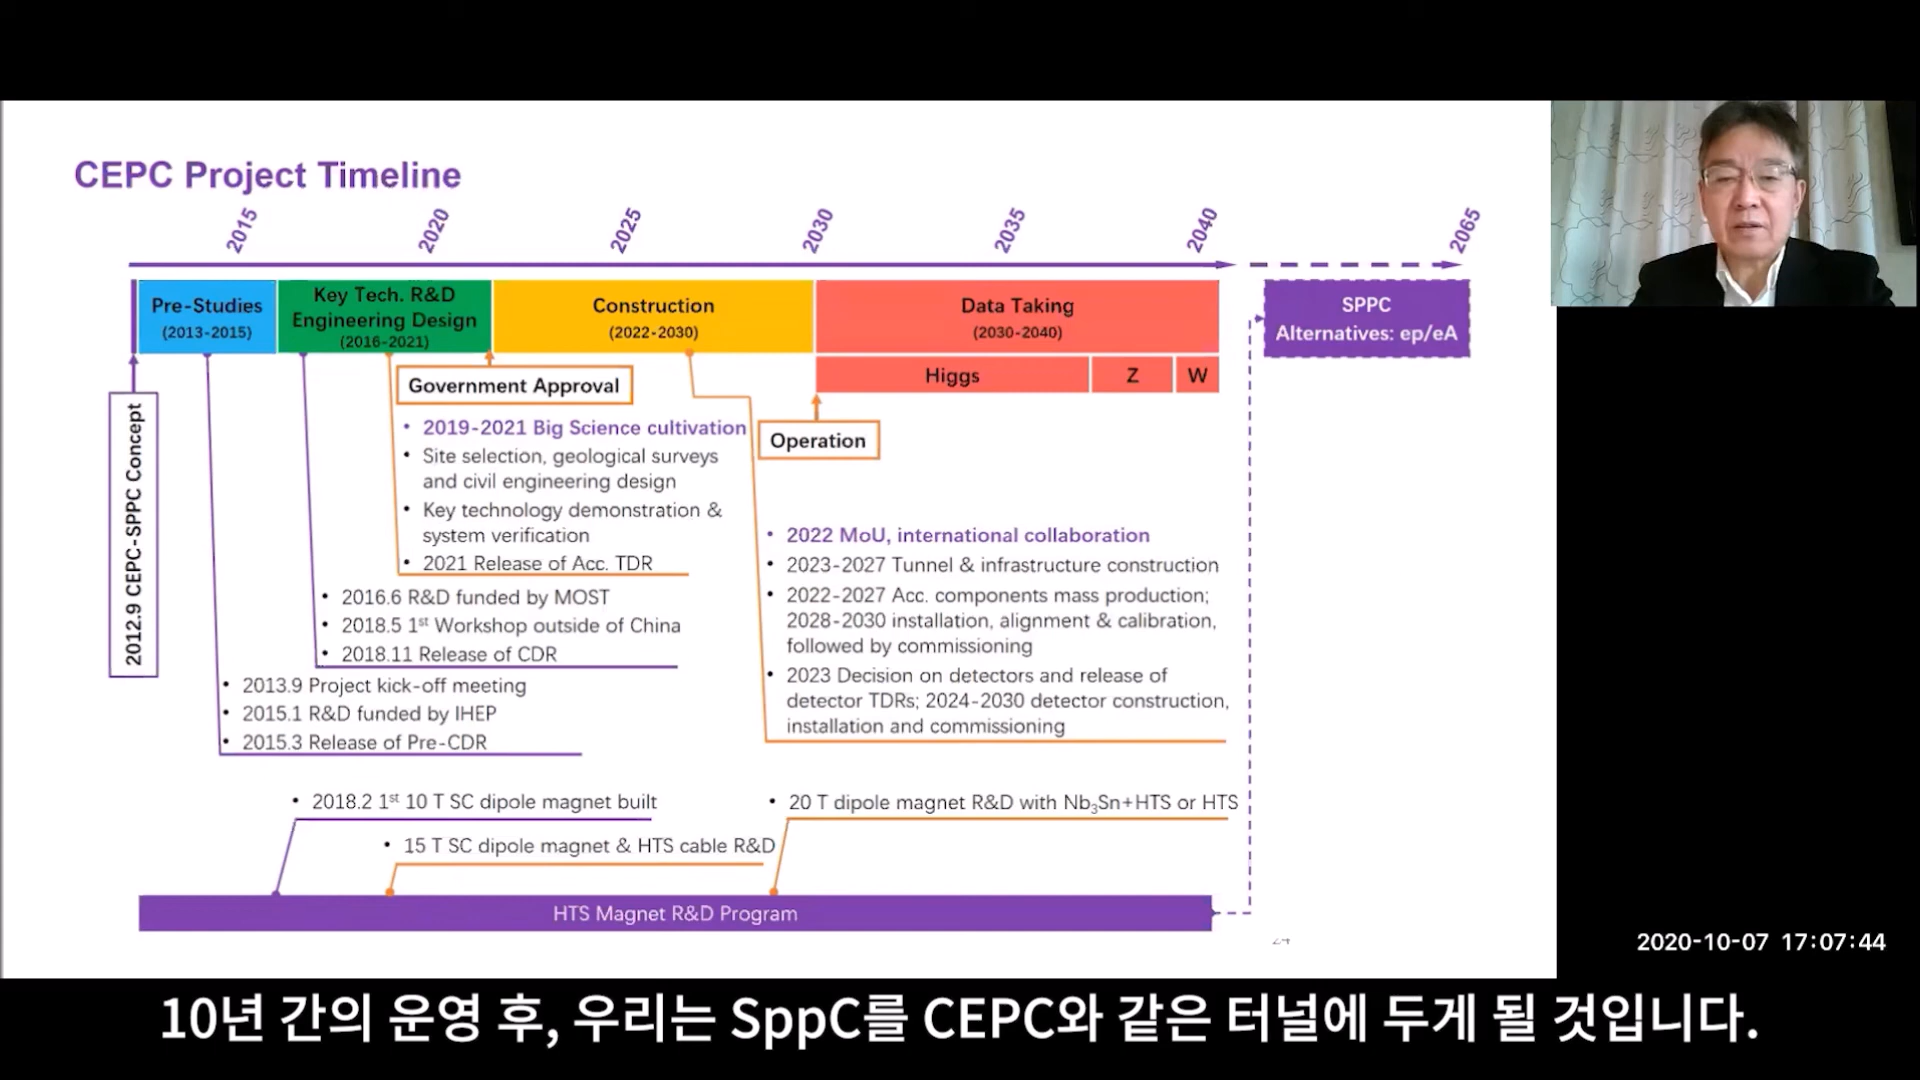 CEPC Project Timeline
2015
2020
2025
2030
2035
2040
2065
Pre-Studies
(2013-2015)
Key Tech. R&D
Engineering Design
(2016-2021)
Construction
(2022-2030)
Data Taking
(2030-2040)
SPPC
Alternatives: ep/eA
Higgs
Z
W
Government Approval
Operation
2012.9 CEPC-SPPC Concept
• 2019-2021 Big Science cultivation
• Site selection, geological surveys
and civil engineering design
• Key technology demonstration &
system verification
• 2021 Release of Acc. TDR
• 2016.6 R&D funded by MOST
• 2018.5 1st Workshop outside of China
• 2018.11 Release of CDR
• 2013.9 Project kick-off meeting
• 2015.1 R&D funded by IHEP
• 2015.3 Release of Pre-CDR
• 2022 MoU, international collaboration
• 2023-2027 Tunnel & infrastructure construction
• 2022-2027 Acc. components mass production;
2028-2030 installation, alignment & calibration,
followed by commissioning
• 2023 Decision on detectors and release of
detector TDRs; 2024-2030 detector construction,
installation and commissioning
• 2018.2 1st 10 T SC dipole magnet built
• 15 T SC dipole magnet & HTS cable R&D
• 20 T dipole magnet R&D with Nb3Sn+HTS or HTS
HTS Magnet R&D Program
2020-10-07 17:07:44
10년 간의 운영 후, 우리는 SppC를 CEPC와 같은 터널에 두게 될 것입니다.